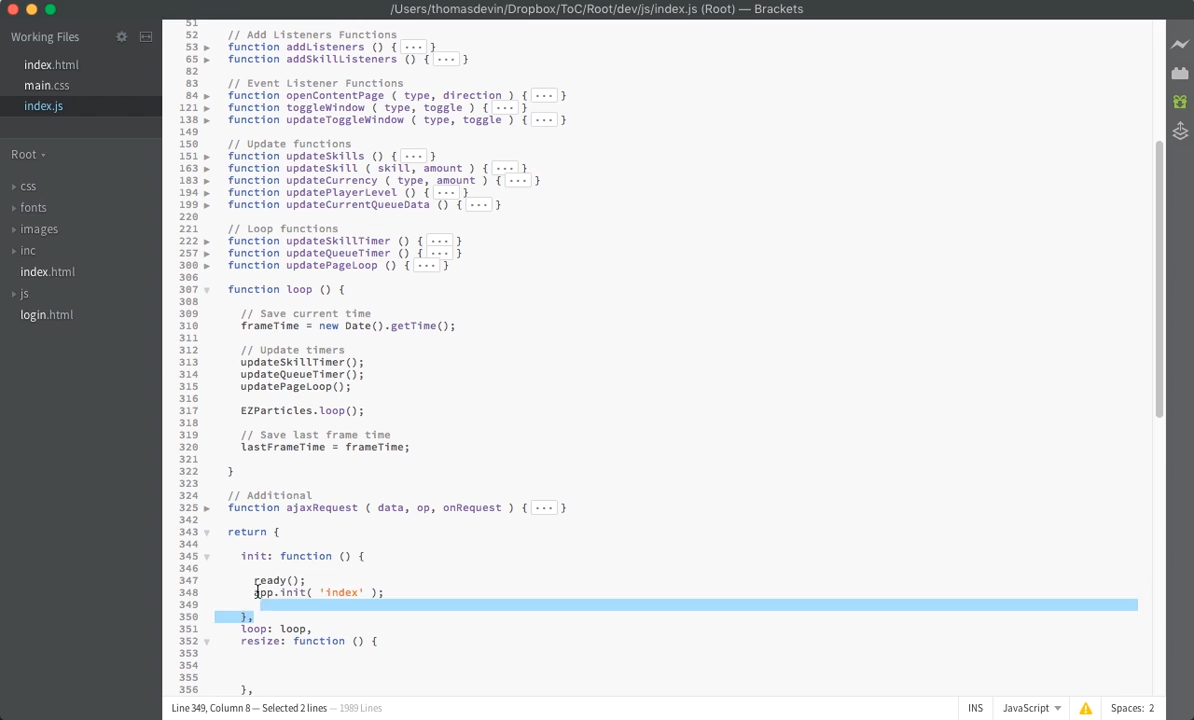 /Users/thomasdevin/Dropbox/ToC/Root/dev/js/index.js (Root) — Brackets
Working Files
index.html
main.css
index.js
Root
css
fonts
images
inc
index.html
js
login.html
51
52 // Add Listeners Functions
53 function addListeners () { ... }
65 function addSkillListeners () { ... }
82
83 // Event Listener Functions
84 function openContentPage ( type, direction ) { ... }
121 function toggleWindow ( type, toggle ) { ... }
138 function updateToggleWindow ( type, toggle ) { ... }
149
150 // Update functions
151 function updateSkills () { ... }
163 function updateSkill ( skill, amount ) { ... }
183 function updateCurrency ( type, amount ) { ... }
194 function updatePlayerLevel () { ... }
199 function updateCurrentQueueData () { ... }
220
221 // Loop functions
222 function updateSkillTimer () { ... }
257 function updateQueueTimer () { ... }
300 function updatePageLoop () { ... }
306
307 function loop () {
308
309 // Save current time
310 frameTime = new Date().getTime();
311
312 // Update timers
313 updateSkillTimer();
314 updateQueueTimer();
315 updatePageLoop();
316
317 EZParticles.loop();
318
319 // Save last frame time
320 lastFrameTime = frameTime;
321
322 }
323
324 // Additional
325 function ajaxRequest ( data, op, onRequest ) { ... }
342
343 return {
344
345 init: function () {
346
347 ready();
348 app.init( 'index' );
349
350 },
351 loop: loop,
352 resize: function () {
353
354
355
356 },
Line 349, Column 8 — Selected 2 lines — 1989 Lines
INS
JavaScript
Spaces: 2